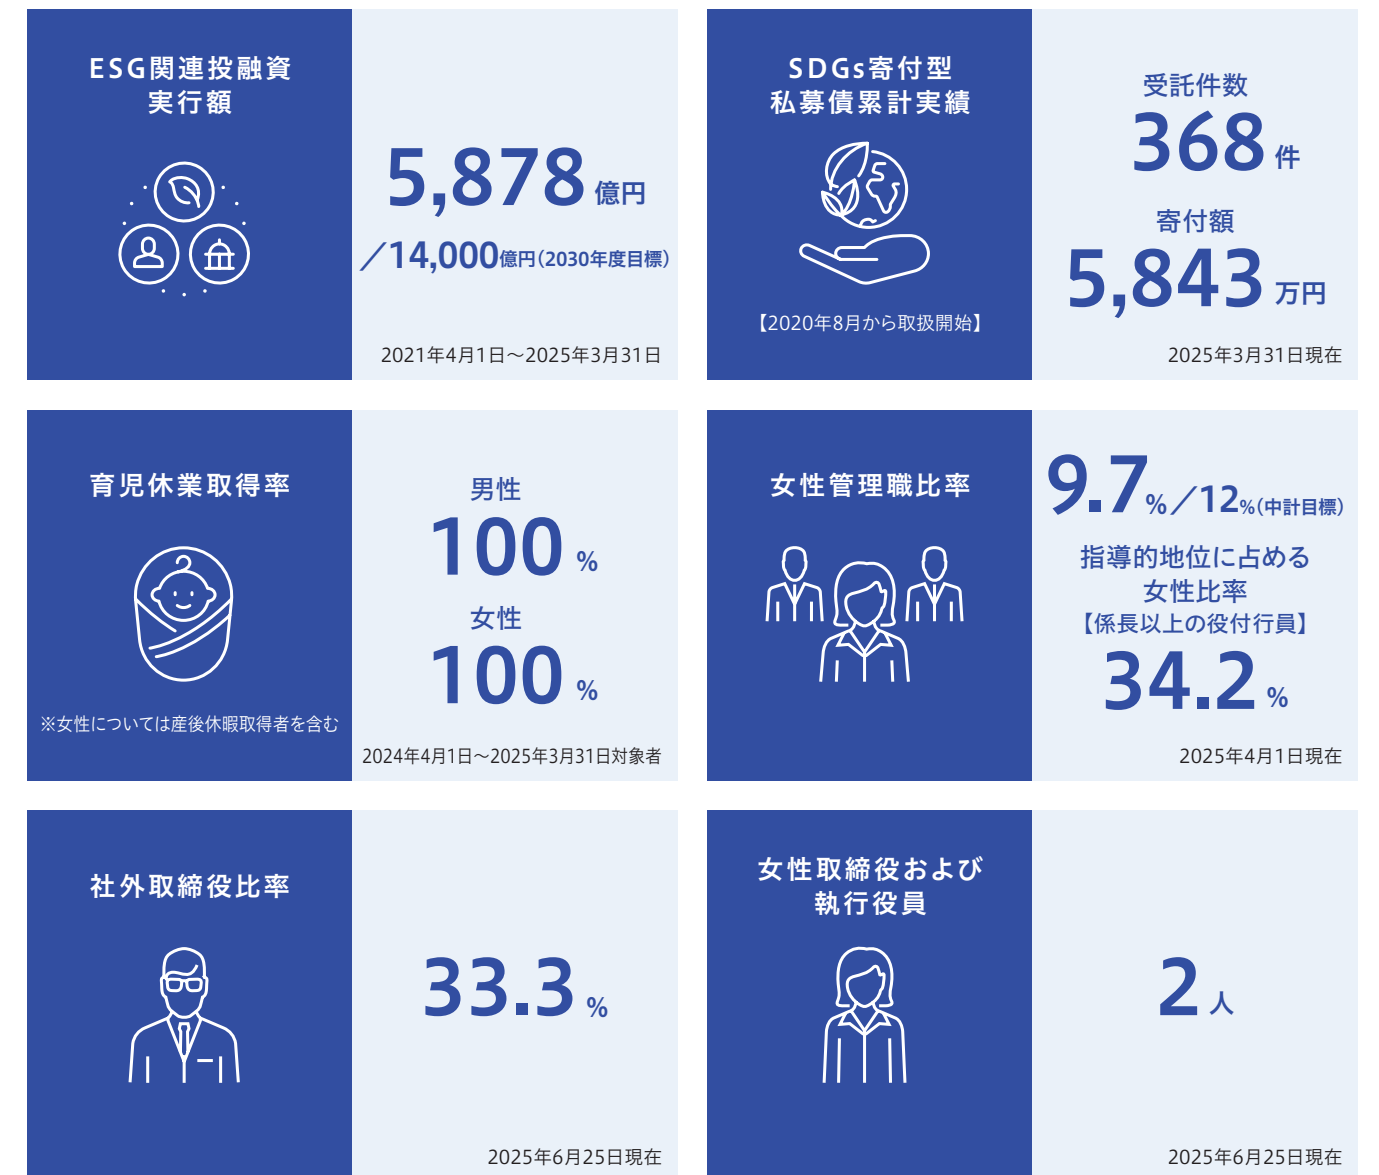 ESG関連投融資
実行額
5,878億円
／14,000億円(2030年度目標)
2021年4月1日～2025年3月31日
SDGs寄付型
私募債累計実績
【2020年8月から取扱開始】
受託件数
368件
寄付額
5,843万円
2025年3月31日現在
育児休業取得率
※女性については産後休暇取得者を含む
男性
100%
女性
100%
2024年4月1日～2025年3月31日対象者
女性管理職比率
9.7%／12%(中計目標)
指導的地位に占める
女性比率
【係長以上の役付行員】
34.2%
2025年4月1日現在
社外取締役比率
33.3%
2025年6月25日現在
女性取締役および
執行役員
2人
2025年6月25日現在